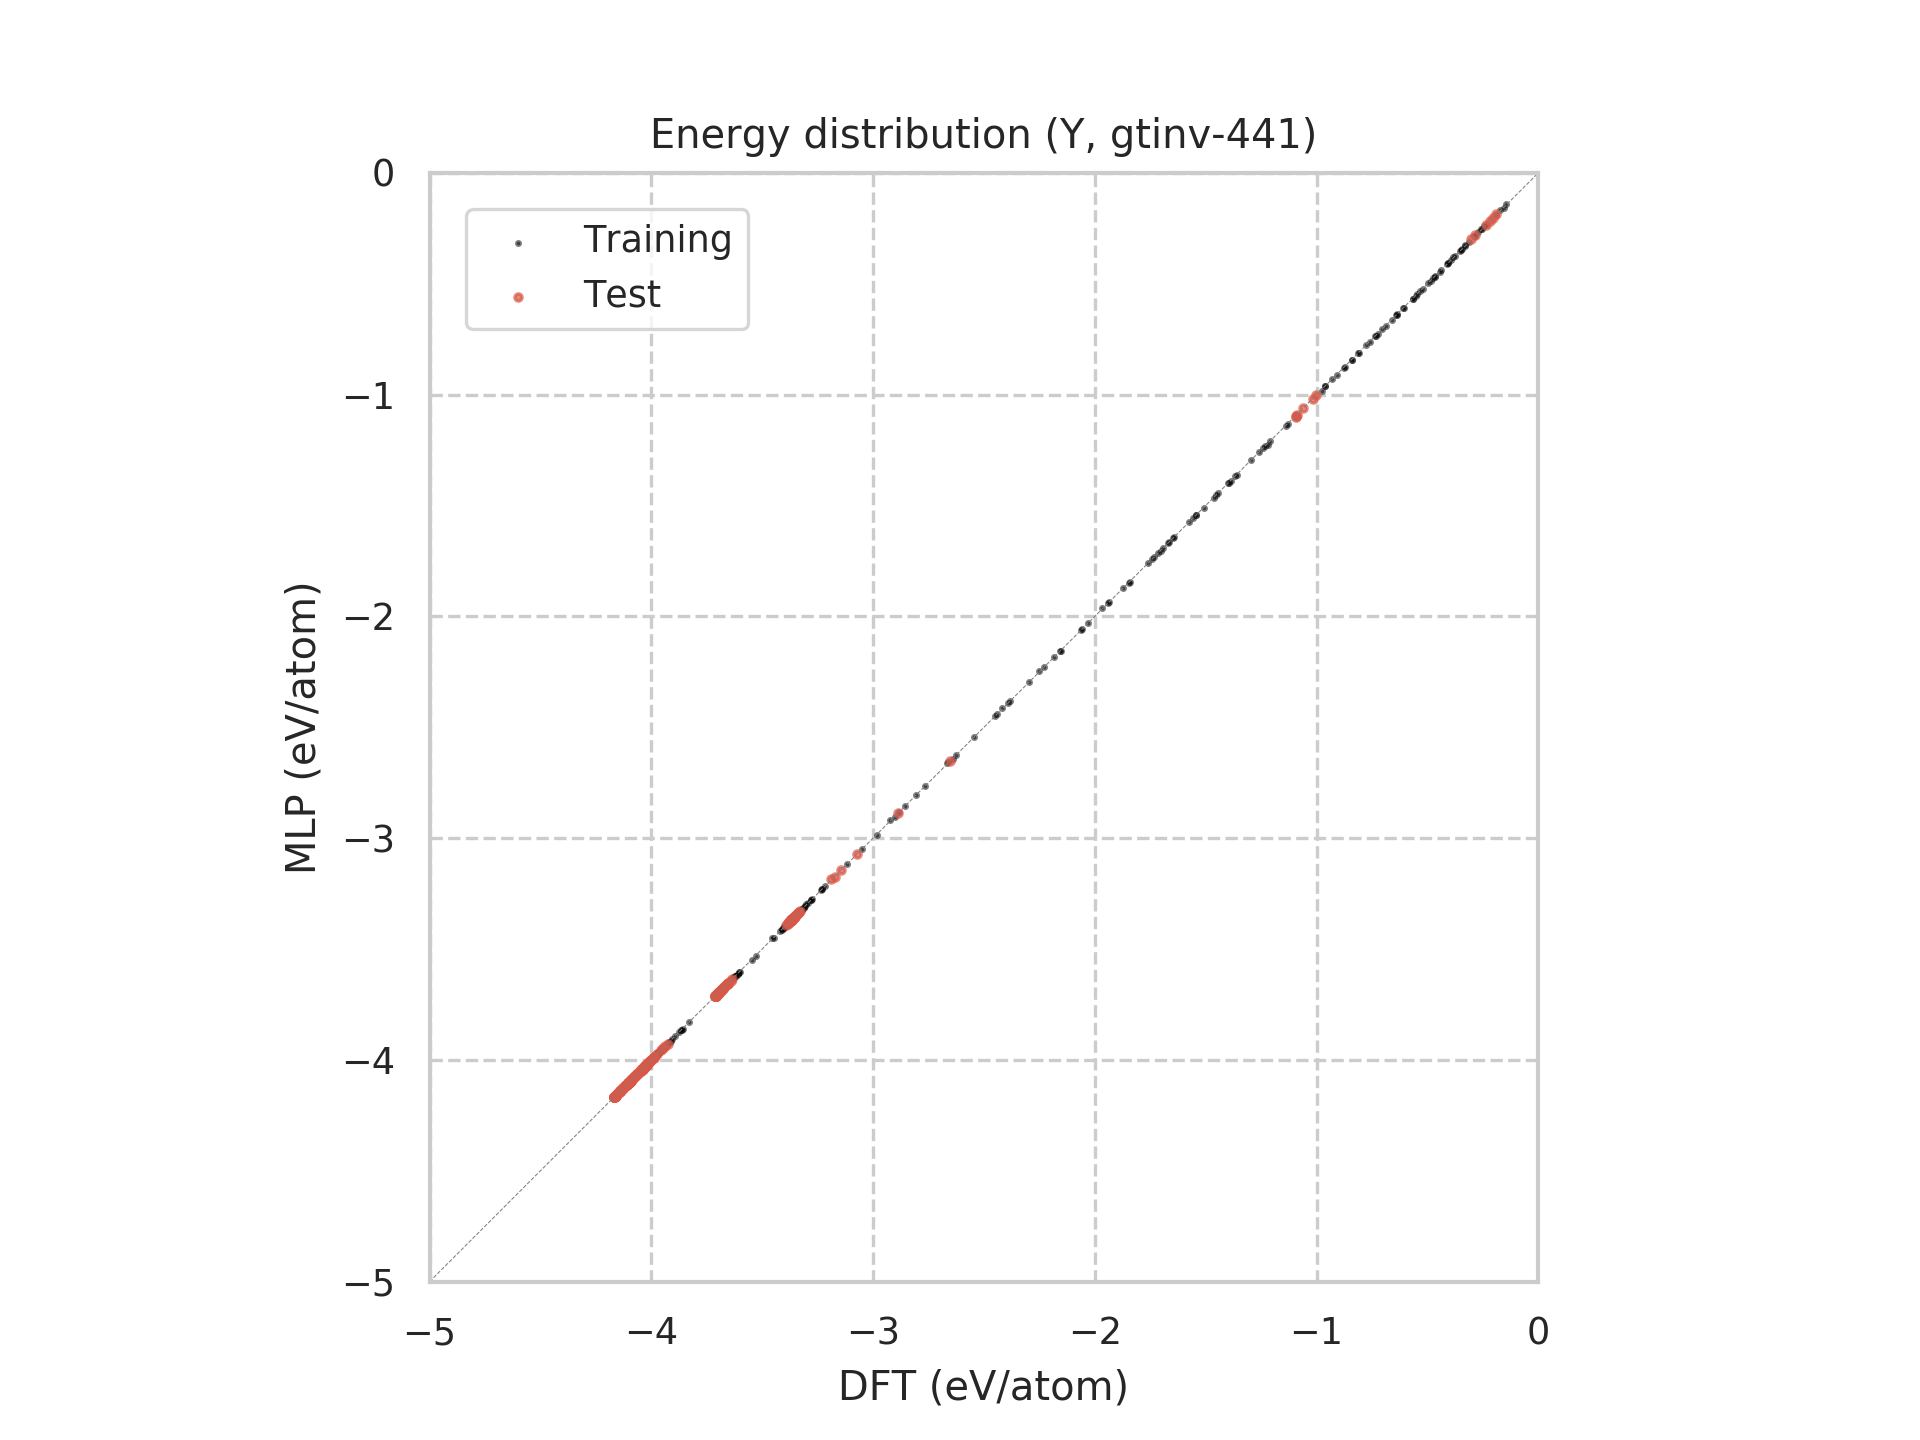 Energy distribution (Y, gtinv-441)
0
Training
Test
−1
−2
−3
−4
−5
MLP (eV/atom)
−5 −4 −3 −2 −1 0
DFT (eV/atom)